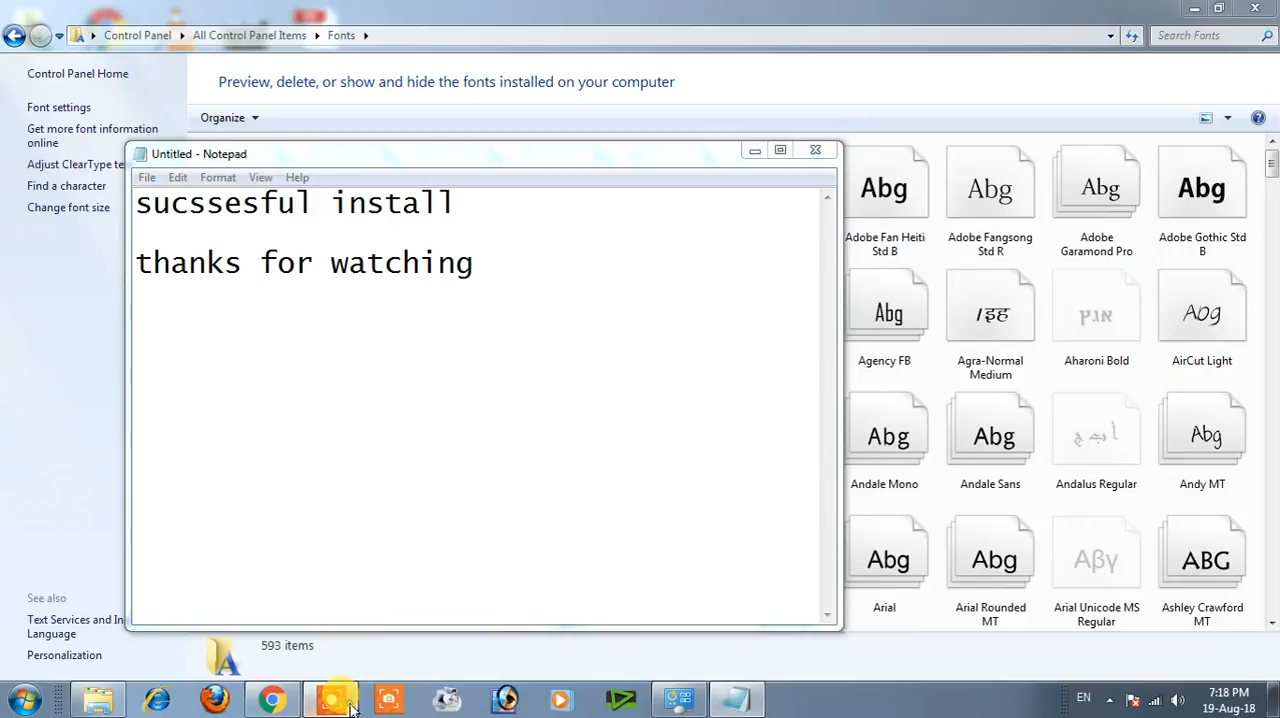 Control Panel
All Control Panel Items
Fonts
Search Fonts
Control Panel Home
Preview, delete, or show and hide the fonts installed on your computer
Font settings
Get more font information
online
Adjust ClearType te
Find a character
Change font size
Organize
Untitled - Notepad
File Edit Format View Help
sucssesful install
thanks for watching
Abg Abg Abg Abg
Adobe Fan Heiti
Std B
Adobe Fangsong
Std R
Adobe
Garamond Pro
Adobe Gothic Std
B
Abg अाइह אבגץ Abg
Agency FB
Agra-Normal
Medium
Aharoni Bold
AirCut Light
Abg Abg أبجد Abg
Andale Mono
Andale Sans
Andalus Regular
Andy MT
Abg Abg Αβγ ABG
Arial
Arial Rounded
MT
Arial Unicode MS
Regular
Ashley Crawford
MT
See also
Text Services and In
Language
Personalization
593 items
EN
7:18 PM
19-Aug-18